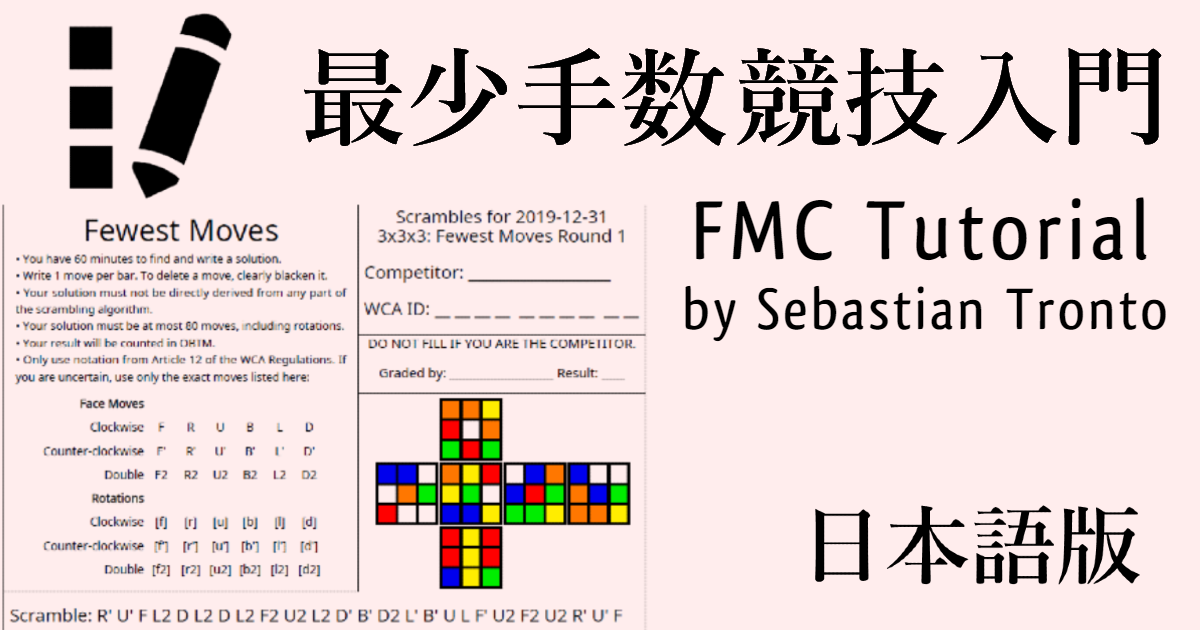 最少手数競技入門
FMC Tutorial
by Sebastian Tronto
日本語版
Fewest Moves
• You have 60 minutes to find and write a solution.
• Write 1 move per bar. To delete a move, clearly blacken it.
• Your solution must not be directly derived from any part of
the scrambling algorithm.
• Your solution must be at most 80 moves, including rotations.
• Your result will be counted in OBTM.
• Only use notation from Article 12 of the WCA Regulations. If
you are uncertain, use only the exact moves listed here:
Face Moves
Clockwise F R U B L D
Counter-clockwise F' R' U' B' L' D'
Double F2 R2 U2 B2 L2 D2
Rotations
Clockwise [f] [r] [u] [b] [l] [d]
Counter-clockwise [f'] [r'] [u'] [b'] [l'] [d']
Double [f2] [r2] [u2] [b2] [l2] [d2]
Scrambles for 2019-12-31
3x3x3: Fewest Moves Round 1
Competitor: ____________
WCA ID: _ _ _ _ _ _ _ _ _ _
DO NOT FILL IF YOU ARE THE COMPETITOR.
Graded by: ____________ Result: ___
Scramble: R' U' F L2 D L2 D L2 F2 U2 L2 D' B' D2 L' B' U L F' U2 F2 U2 R' U' F